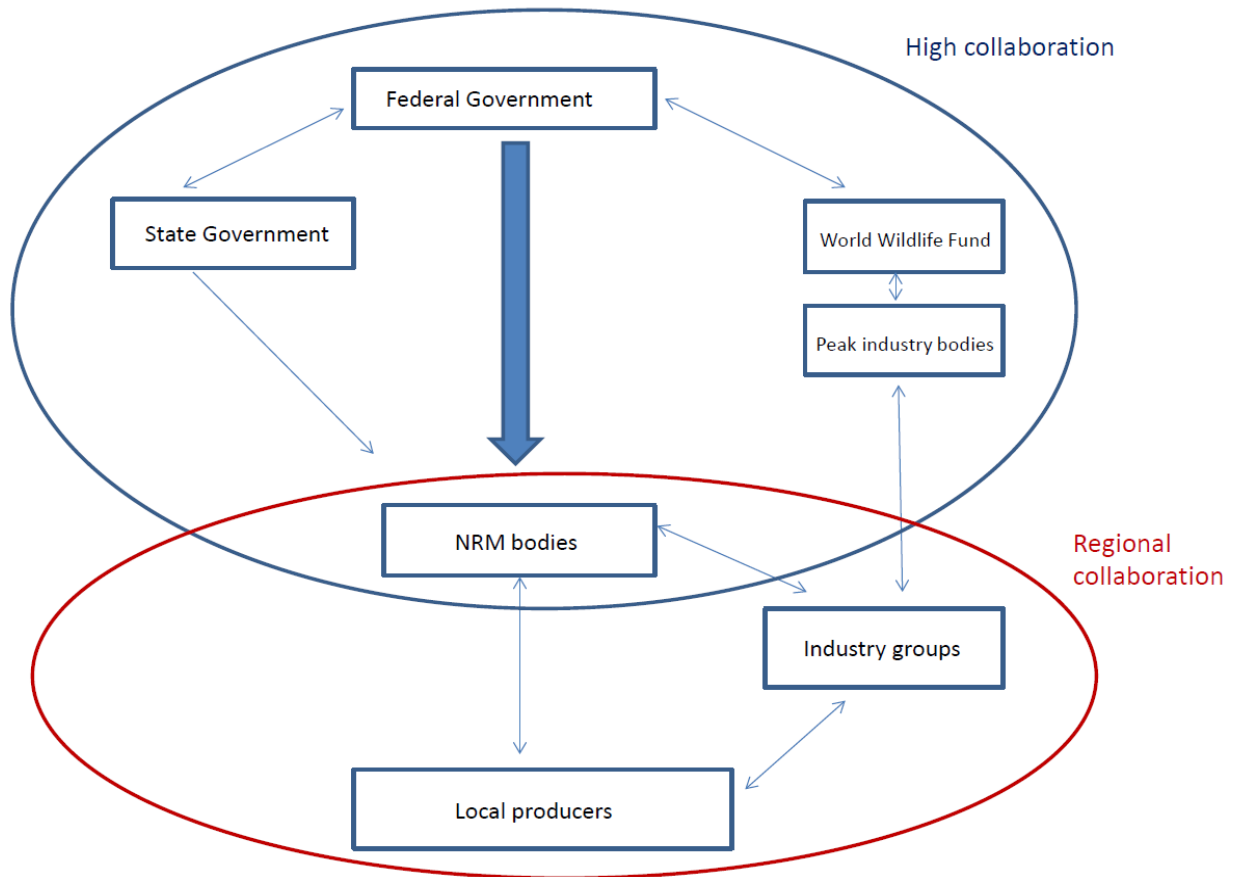 High collaboration
Federal Government
State Government
World Wildlife Fund
Peak industry bodies
NRM bodies
Regional
collaboration
Industry groups
Local producers